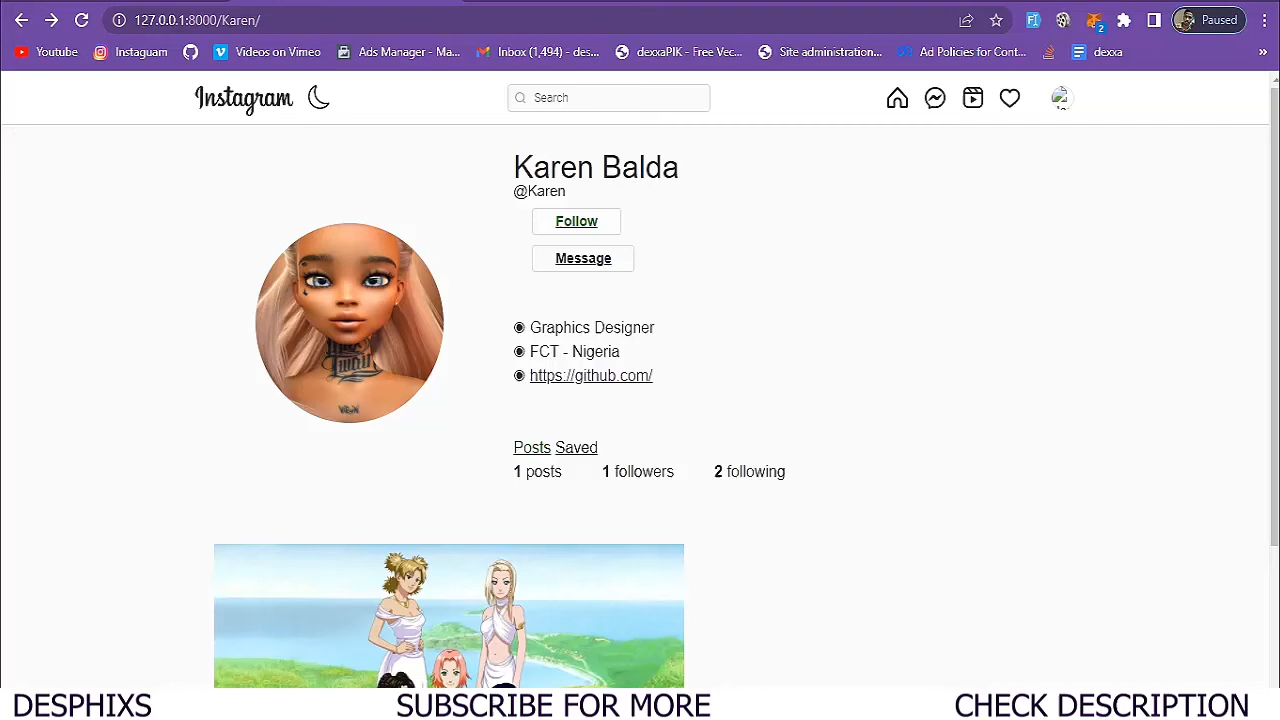 127.0.0.1:8000/Karen/
Paused
Youtube
Instaguam
Videos on Vimeo
Ads Manager - Ma...
Inbox (1,494) - des...
dexxaPIK - Free Vec...
Site administration...
Ad Policies for Cont...
dexxa
»
Instagram
Search
Karen Balda
@Karen
Follow
Message
◉ Graphics Designer
◉ FCT - Nigeria
◉ https://github.com/
Posts Saved
1 posts 1 followers 2 following
DESPHIXS SUBSCRIBE FOR MORE CHECK DESCRIPTION